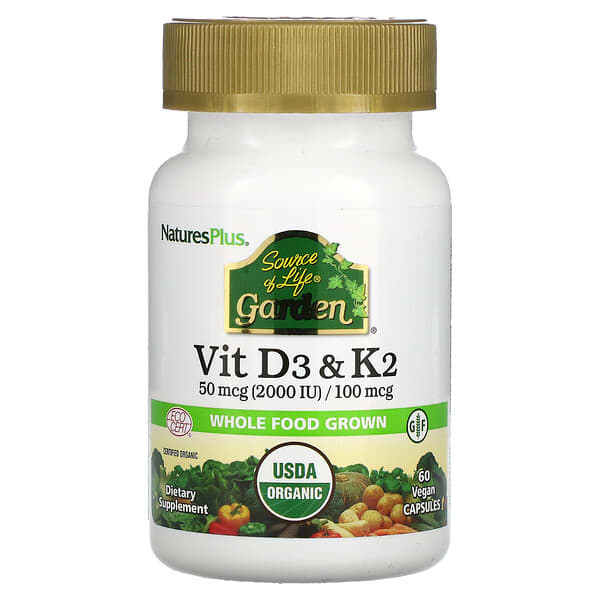 NaturesPlus®
Source
of Life®
Garden®
Vit D3 & K2
50 mcg (2000 IU) / 100 mcg
WHOLE FOOD GROWN
ECO
CERT®
GF
CERTIFIED ORGANIC
USDA
ORGANIC
Dietary
Supplement
60
Vegan
CAPSULES